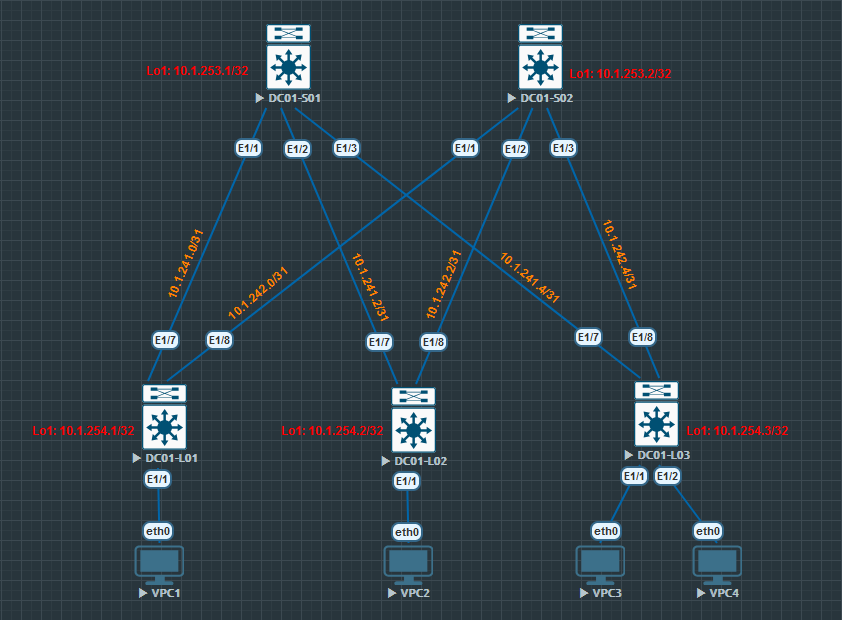 Lo1: 10.1.253.1/32
DC01-S01
Lo1: 10.1.253.2/32
DC01-S02
E1/1
E1/2
E1/3
E1/1
E1/2
E1/3
10.1.241.0/31
10.1.242.0/31
10.1.241.2/31
10.1.242.2/31
10.1.241.4/31
10.1.242.4/31
E1/7
E1/8
E1/7
E1/8
E1/7
E1/8
Lo1: 10.1.254.1/32
DC01-L01
Lo1: 10.1.254.2/32
DC01-L02
Lo1: 10.1.254.3/32
DC01-L03
E1/1
E1/1
E1/1
E1/2
eth0
eth0
eth0
eth0
VPC1
VPC2
VPC3
VPC4